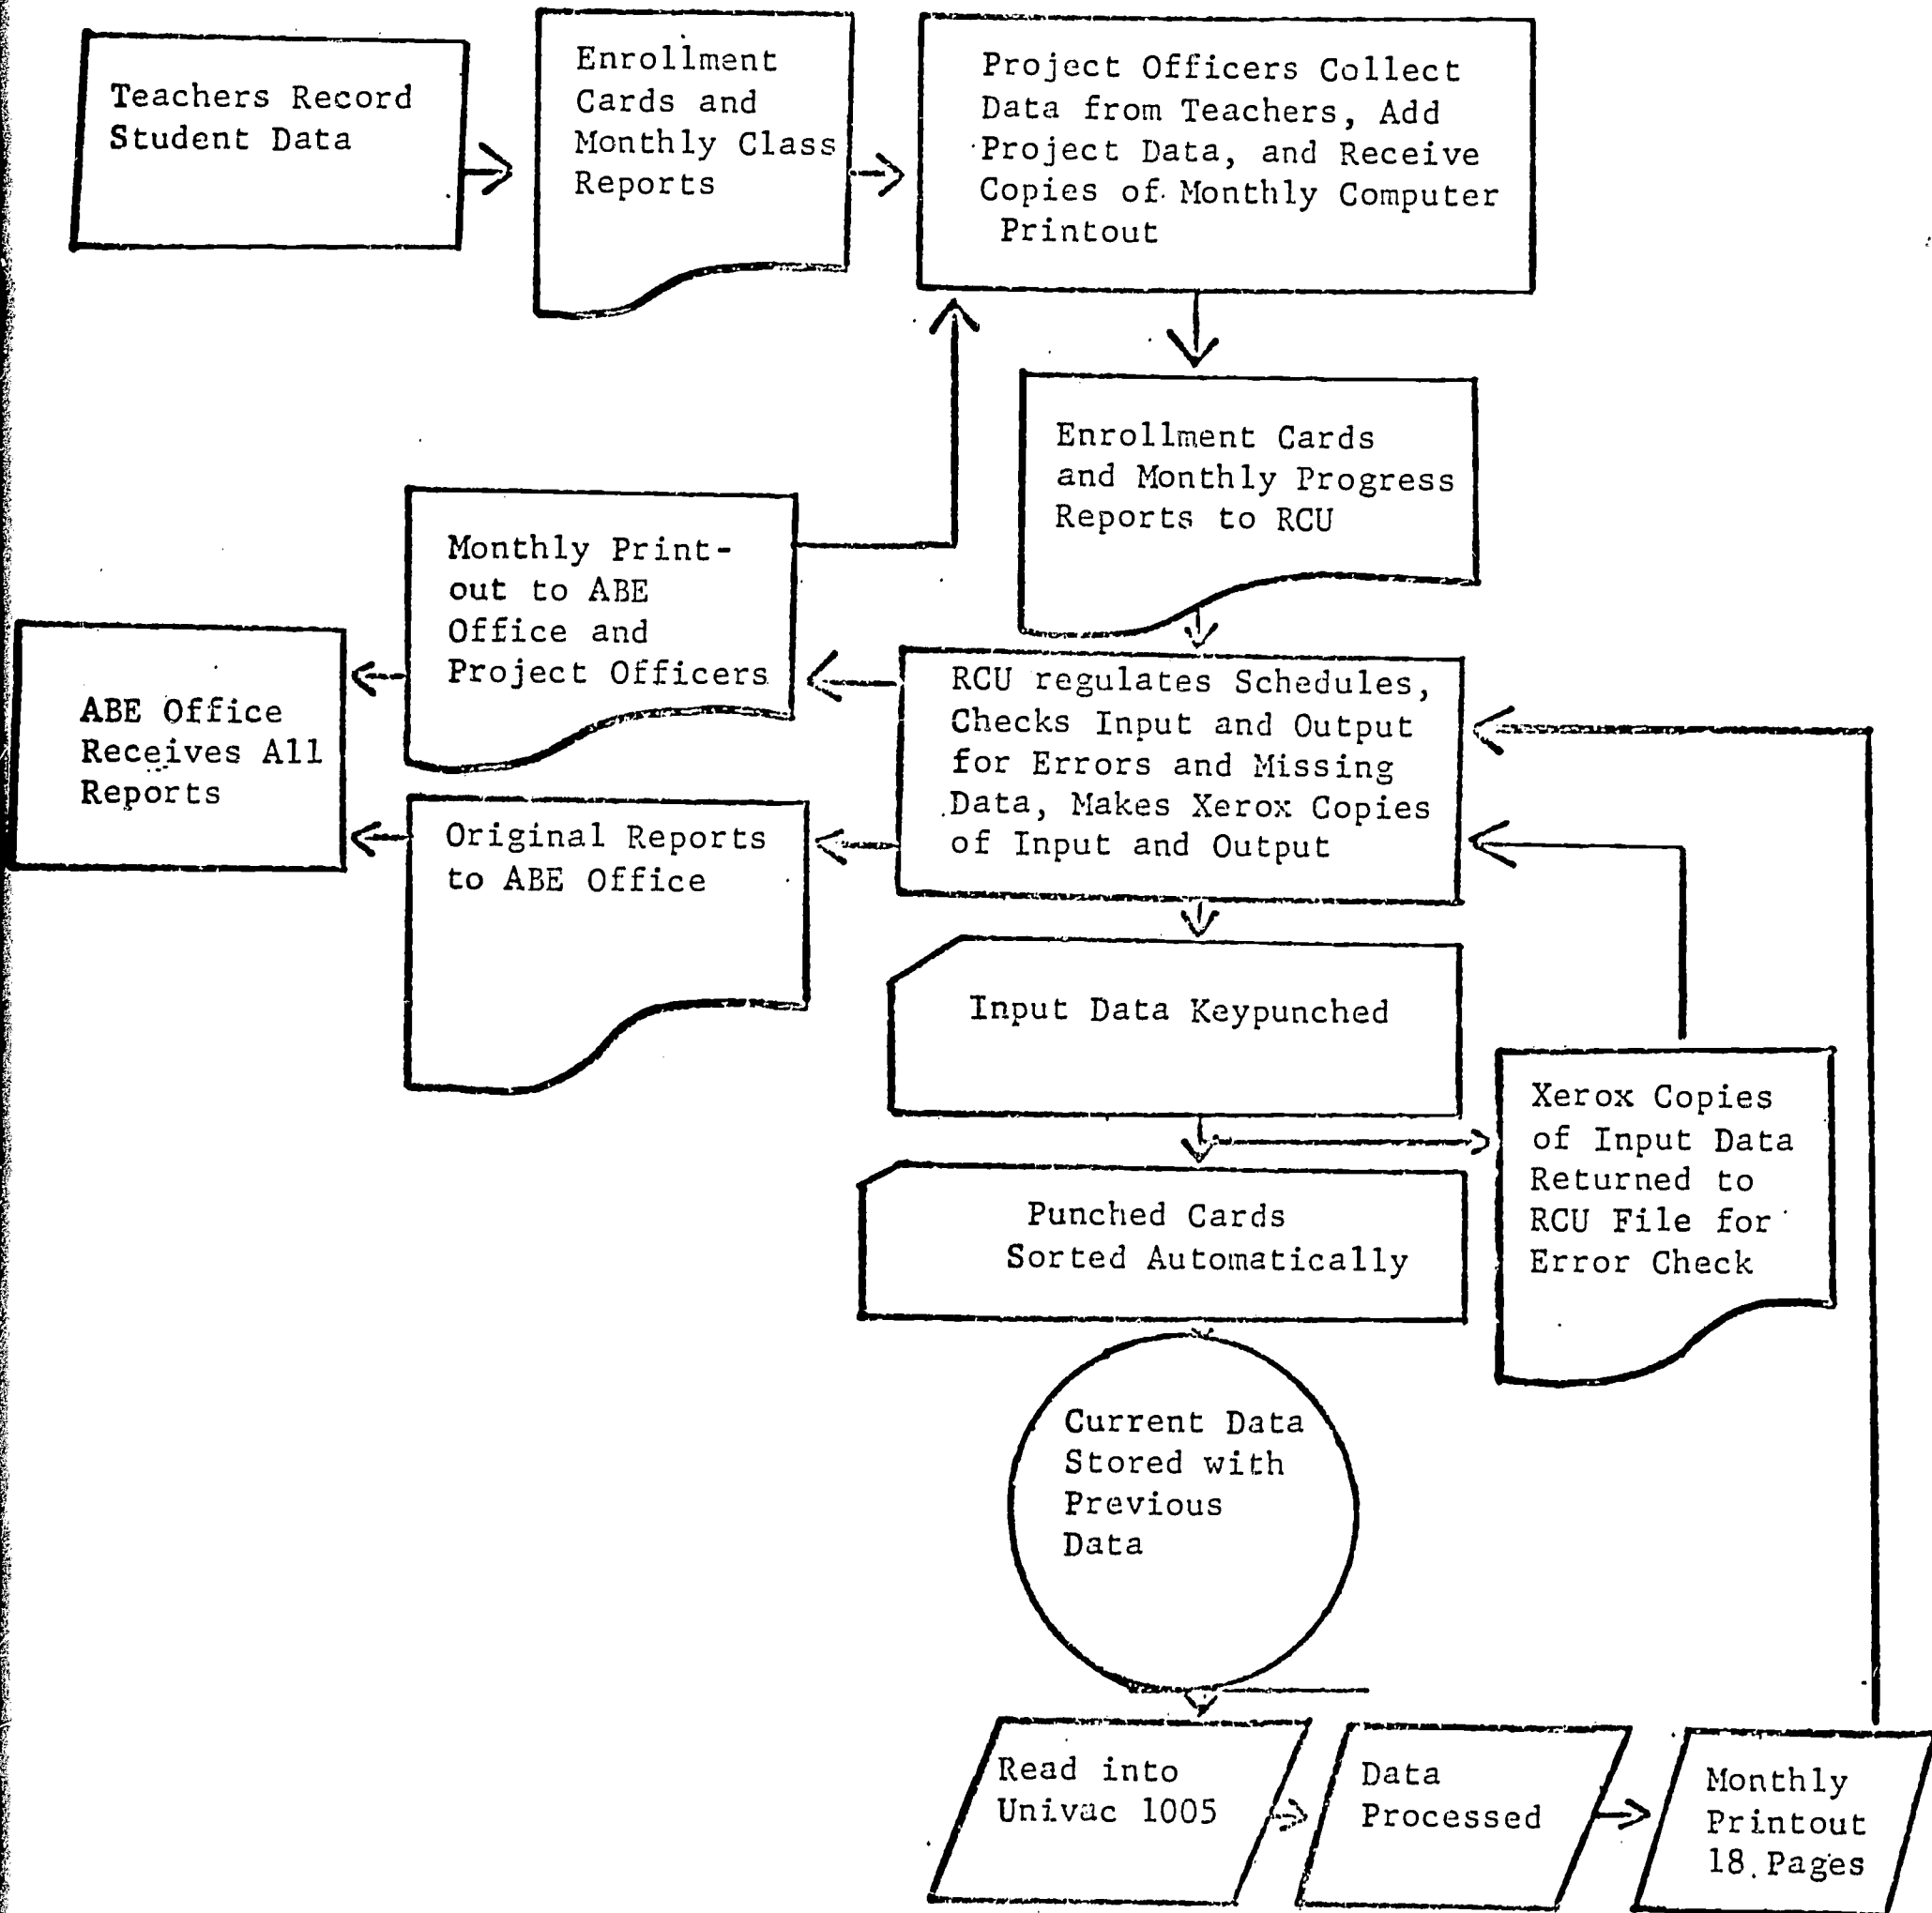 Teachers Record
Student Data
Enrollment
Cards and
Monthly Class
Reports
Project Officers Collect
Data from Teachers, Add
Project Data, and Receive
Copies of Monthly Computer
Printout
Enrollment Cards
and Monthly Progress
Reports to RCU
Monthly Print-
out to ABE
Office and
Project Officers
ABE Office
Receives All
Reports
RCU regulates Schedules,
Checks Input and Output
for Errors and Missing
Data, Makes Xerox Copies
of Input and Output
Original Reports
to ABE Office
Input Data Keypunched
Xerox Copies
of Input Data
Returned to
RCU File for
Error Check
Punched Cards
Sorted Automatically
Current Data
Stored with
Previous
Data
Read into
Univac 1005
Data
Processed
Monthly
Printout
18 Pages